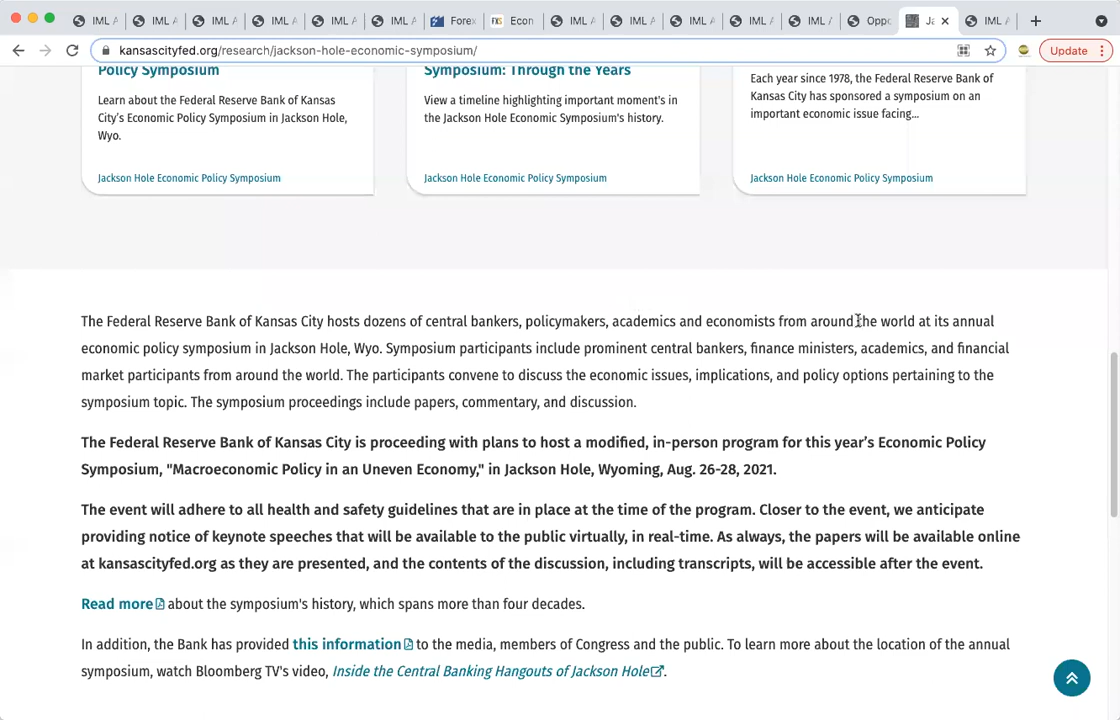 IML A IML A IML A IML A IML A IML A Forex Econ IML A IML A IML A IML A IML A Oppo Ja IML A
kansascityfed.org/research/jackson-hole-economic-symposium/
Update
Policy Symposium
Learn about the Federal Reserve Bank of Kansas
City's Economic Policy Symposium in Jackson Hole,
Wyo.
Jackson Hole Economic Policy Symposium
Symposium: Through the Years
View a timeline highlighting important moment's in
the Jackson Hole Economic Symposium's history.
Jackson Hole Economic Policy Symposium
Each year since 1978, the Federal Reserve Bank of
Kansas City has sponsored a symposium on an
important economic issue facing...
Jackson Hole Economic Policy Symposium
The Federal Reserve Bank of Kansas City hosts dozens of central bankers, policymakers, academics and economists from around the world at its annual
economic policy symposium in Jackson Hole, Wyo. Symposium participants include prominent central bankers, finance ministers, academics, and financial
market participants from around the world. The participants convene to discuss the economic issues, implications, and policy options pertaining to the
symposium topic. The symposium proceedings include papers, commentary, and discussion.
The Federal Reserve Bank of Kansas City is proceeding with plans to host a modified, in-person program for this year's Economic Policy
Symposium, "Macroeconomic Policy in an Uneven Economy," in Jackson Hole, Wyoming, Aug. 26-28, 2021.
The event will adhere to all health and safety guidelines that are in place at the time of the program. Closer to the event, we anticipate
providing notice of keynote speeches that will be available to the public virtually, in real-time. As always, the papers will be available online
at kansascityfed.org as they are presented, and the contents of the discussion, including transcripts, will be accessible after the event.
Read more about the symposium's history, which spans more than four decades.
In addition, the Bank has provided this information to the media, members of Congress and the public. To learn more about the location of the annual
symposium, watch Bloomberg TV's video, Inside the Central Banking Hangouts of Jackson Hole.